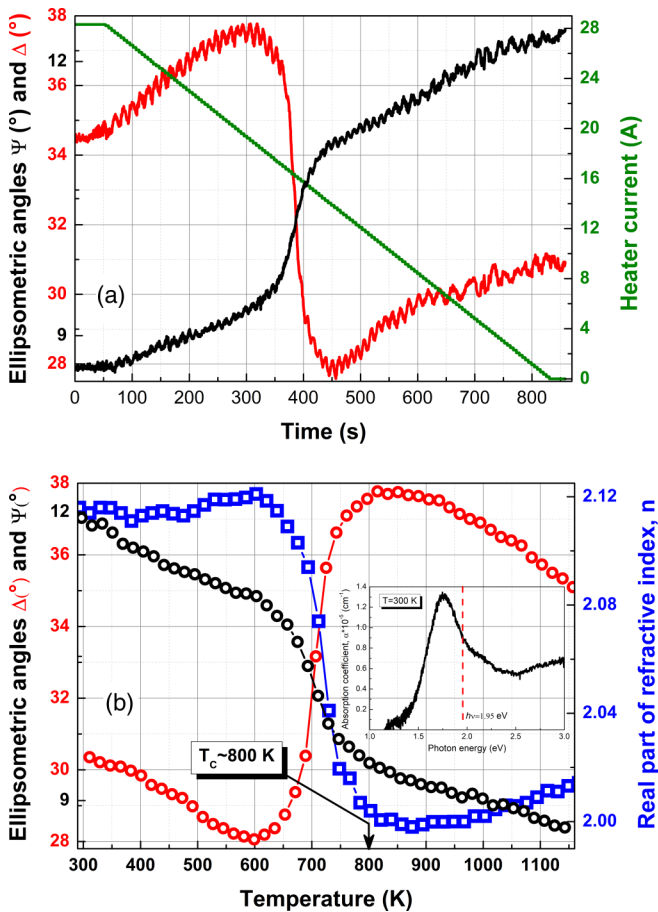 38
12
36
34
32
30
9
28
Ellipsometric angles Ψ (°) and Δ (°)
(a)
28
24
20
16
12
8
4
0
Heater current (A)
0 100 200 300 400 500 600 700 800
Time (s)
38
12
36
34
32
30
9
28
Ellipsometric angles Δ(°) and Ψ(°)
(b)
T_C~800 K
1.4
1.2
1.0
0.8
0.6
0.4
0.2
Absorption coefficient, α*10⁻⁵ (cm⁻¹)
T=300 K
hν=1.95 eV
1.0 1.5 2.0 2.5 3.0
Photon energy (eV)
2.12
2.08
2.04
2.00
Real part of refractive index, n
300 400 500 600 700 800 900 1000 1100
Temperature (K)